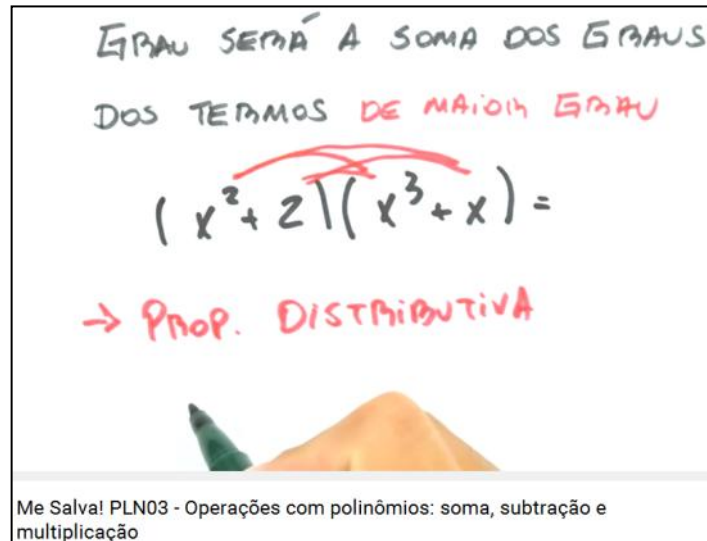 GRAU SERÁ A SOMA DOS GRAUS
DOS TERMOS DE MAIOR GRAU
(x²+2)(x³+x)=
→ PROP. DISTRIBUTIVA
Me Salva! PLN03 - Operações com polinômios: soma, subtração e
multiplicação